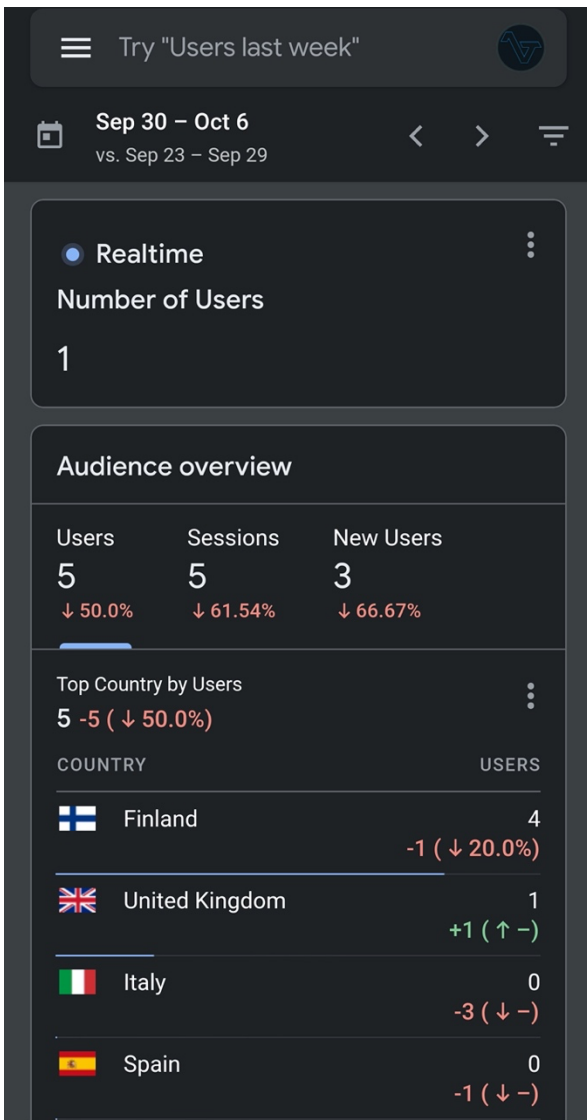 Try "Users last week"
Sep 30 – Oct 6
vs. Sep 23 – Sep 29
Realtime
Number of Users
1
Audience overview
Users Sessions New Users
5 5 3
↓ 50.0% ↓ 61.54% ↓ 66.67%
Top Country by Users
5 -5 ( ↓ 50.0%)
COUNTRY USERS
Finland 4
-1 ( ↓ 20.0%)
United Kingdom 1
+1 ( ↑ –)
Italy 0
-3 ( ↓ –)
Spain 0
-1 ( ↓ –)